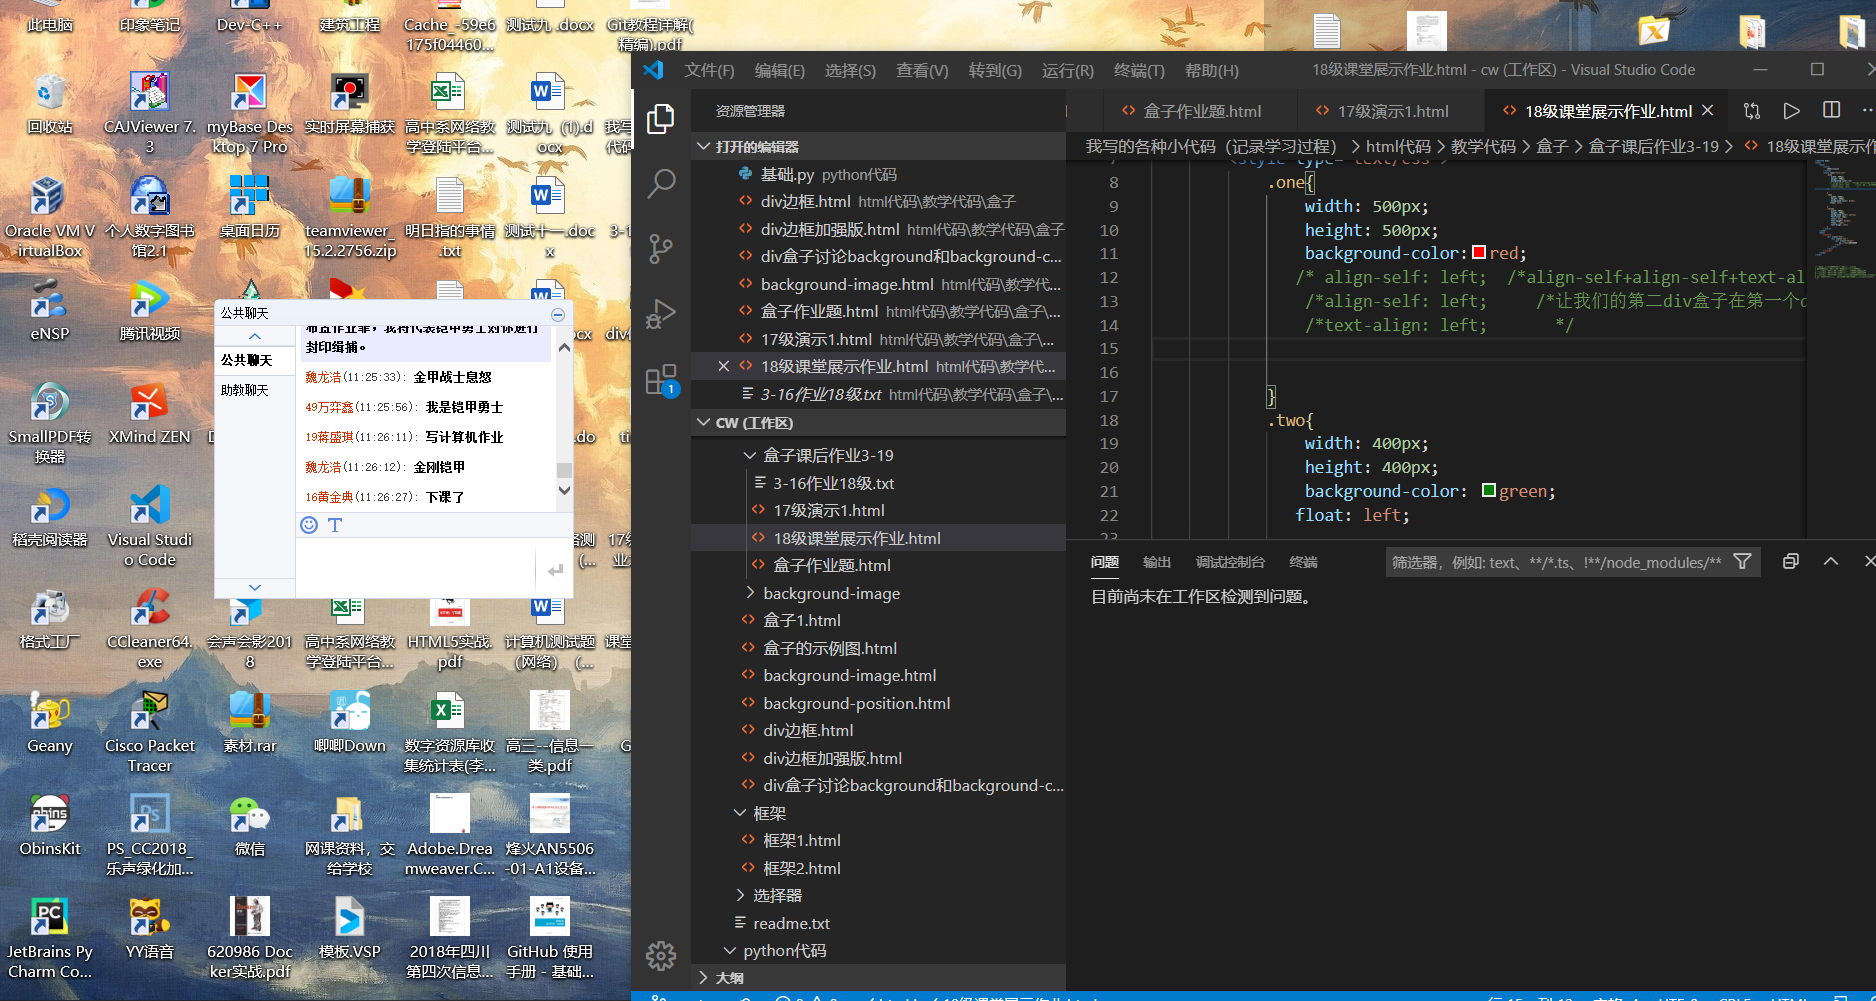 此电脑
印象笔记
Dev-C++
建筑工程
Cache_-59e6175f04460...
测试九.docx
Git教程详解(精编).pdf
回收站
CAJViewer 7.3
myBase Desktop 7 Pro
实时屏幕捕获
高中系网络教学登陆平台...
测试九 (1).docx
我写
代码
Oracle VM VirtualBox
个人数字图书馆2.1
桌面日历
teamviewer_15.2.2756.zip
明日指的事情.txt
测试十一.docx
3-1
eNSP
腾讯视频
SmallPDF转换器
XMind ZEN
稻壳阅读器
Visual Studio Code
格式工厂
CCleaner64.exe
会声会影2018
高中系网络教学登陆平台...
HTML5实战.pdf
计算机测试题(网络) (...
课堂
Geany
Cisco Packet Tracer
素材.rar
唧唧Down
数字资源库收集统计表(李...
高三--信息一类.pdf
ObinsKit
PS_CC2018_乐声绿化加...
微信
网课资料，交给学校
Adobe.Dreamweaver.C...
烽火AN5506-01-A1设备...
JetBrains PyCharm Co...
YY语音
620986 Docker实战.pdf
模板.VSP
2018年四川第四次信息...
GitHub 使用手册 - 基础...
公共聊天
公共聊天
助教聊天
封印缉捕。
魏龙浩(11:25:33): 金甲战士息怒
49万弈鑫(11:25:56): 我是铠甲勇士
19蒋盛琪(11:26:11): 写计算机作业
魏龙浩(11:26:12): 金刚铠甲
16黄金典(11:26:27): 下课了
文件(F) 编辑(E) 选择(S) 查看(V) 转到(G) 运行(R) 终端(T) 帮助(H)
18级课堂展示作业.html - cw (工作区) - Visual Studio Code
资源管理器
盒子作业题.html
17级演示1.html
18级课堂展示作业.html
我写的各种小代码（记录学习过程） > html代码 > 教学代码 > 盒子 > 盒子课后作业3-19 > 18级课堂展示作
打开的编辑器
基础.py python代码
div边框.html html代码\教学代码\盒子
div边框加强版.html html代码\教学代码\盒子
div盒子讨论background和background-c...
background-image.html html代码\教学代...
盒子作业题.html html代码\教学代码\盒子\...
17级演示1.html html代码\教学代码\盒子\...
18级课堂展示作业.html html代码\教学代...
3-16作业18级.txt html代码\教学代码\盒子\...
CW (工作区)
盒子课后作业3-19
3-16作业18级.txt
17级演示1.html
18级课堂展示作业.html
盒子作业题.html
background-image
盒子1.html
盒子的示例图.html
background-image.html
background-position.html
div边框.html
div边框加强版.html
div盒子讨论background和background-c...
框架
框架1.html
框架2.html
选择器
readme.txt
python代码
大纲
8 .one{
9 width: 500px;
10 height: 500px;
11 background-color: red;
12 /* align-self: left; /*align-self+align-self+text-al
13 /*align-self: left; /*让我们的第二div盒子在第一个d
14 /*text-align: left; */
15
16
17 }
18 .two{
19 width: 400px;
20 height: 400px;
21 background-color: green;
22 float: left;
23
问题 输出 调试控制台 终端
筛选器，例如: text、**/*.ts、!**/node_modules/**
目前尚未在工作区检测到问题。
1